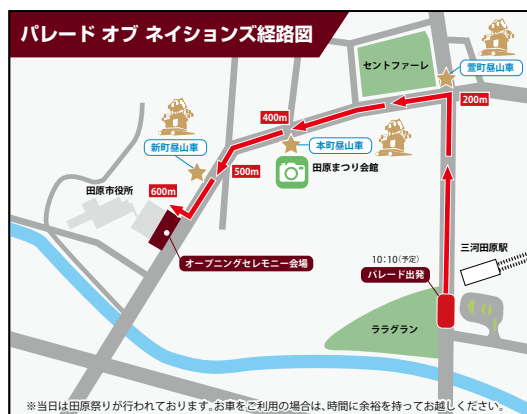 パレード オブ ネイションズ経路図
セントファーレ
萱町昼山車
200m
400m
新町昼山車
本町昼山車
500m
田原まつり会館
田原市役所
600m
オープニングセレモニー会場
三河田原駅
10:10(予定)
パレード出発
ララグラン
※当日は田原祭りが行われております。お車をご利用の場合は、時間に余裕を持ってお越しください。